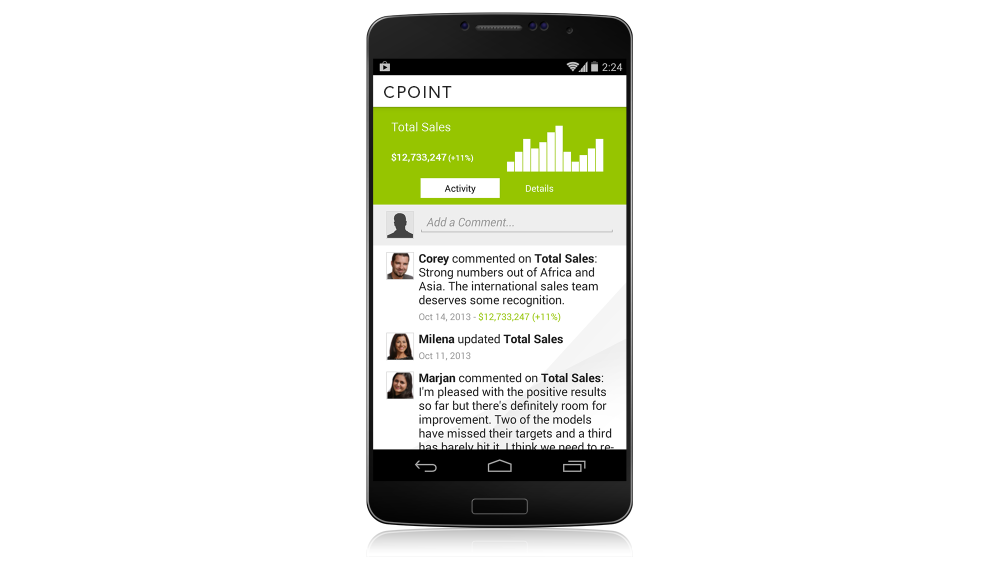 2:24
CPOINT
Total Sales
$12,733,247 (+11%)
Activity Details
Add a Comment...
Corey commented on Total Sales:
Strong numbers out of Africa and
Asia. The international sales team
deserves some recognition.
Oct 14, 2013 - $12,733,247 (+11%)
Milena updated Total Sales
Oct 11, 2013
Marjan commented on Total Sales:
I'm pleased with the positive results
so far but there's definitely room for
improvement. Two of the models
have missed their targets and a third
has barely hit it. I think we need to re-